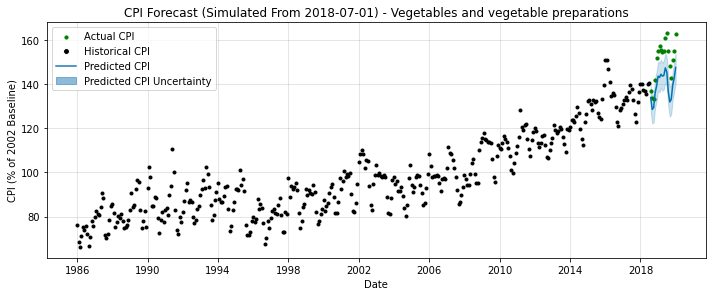 CPI Forecast (Simulated From 2018-07-01) - Vegetables and vegetable preparations
Actual CPI
Historical CPI
Predicted CPI
Predicted CPI Uncertainty
CPI (% of 2002 Baseline)
160
140
120
100
80
1986 1990 1994 1998 2002 2006 2010 2014 2018
Date